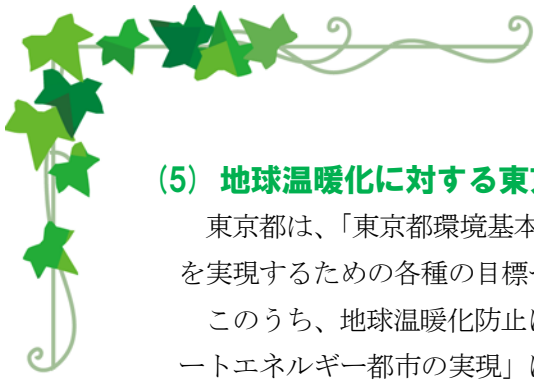 (5) 地球温暖化に対する東
東京都は、「東京都環境基本
を実現するための各種の目標
このうち、地球温暖化防止
ートエネルギー都市の実現」